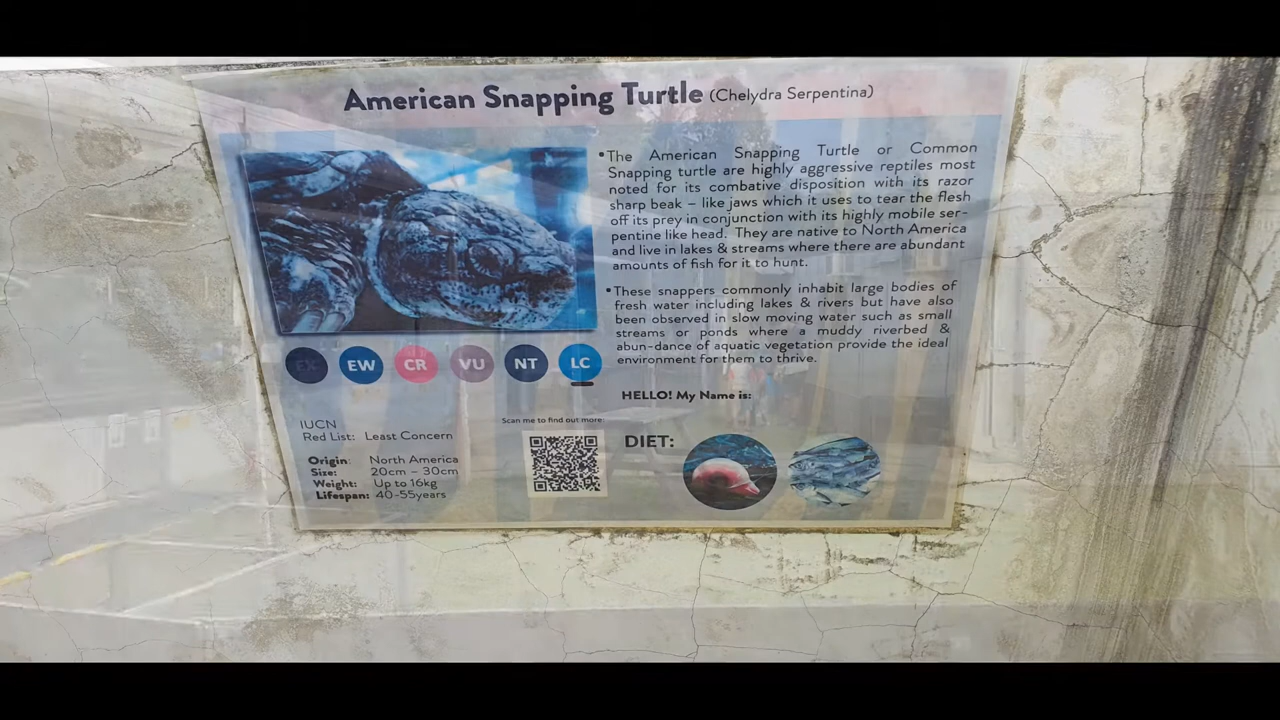 American Snapping Turtle (Chelydra Serpentina)
•The American Snapping Turtle or Common
Snapping turtle are highly aggressive reptiles most
noted for its combative disposition with its razor
sharp beak – like jaws which it uses to tear the flesh
off its prey in conjunction with its highly mobile ser-
pentine like head. They are native to North America
and live in lakes & streams where there are abundant
amounts of fish for it to hunt.
•These snappers commonly inhabit large bodies of
fresh water including lakes & rivers but have also
been observed in slow moving water such as small
streams or ponds where a muddy riverbed &
abun-dance of aquatic vegetation provide the ideal
environment for them to thrive.
EX EW CR VU NT LC
HELLO! My Name is:
IUCN
Red List: Least Concern
Origin: North America
Size: 20cm – 30cm
Weight: Up to 16kg
Lifespan: 40-55years
Scan me to find out more:
DIET: